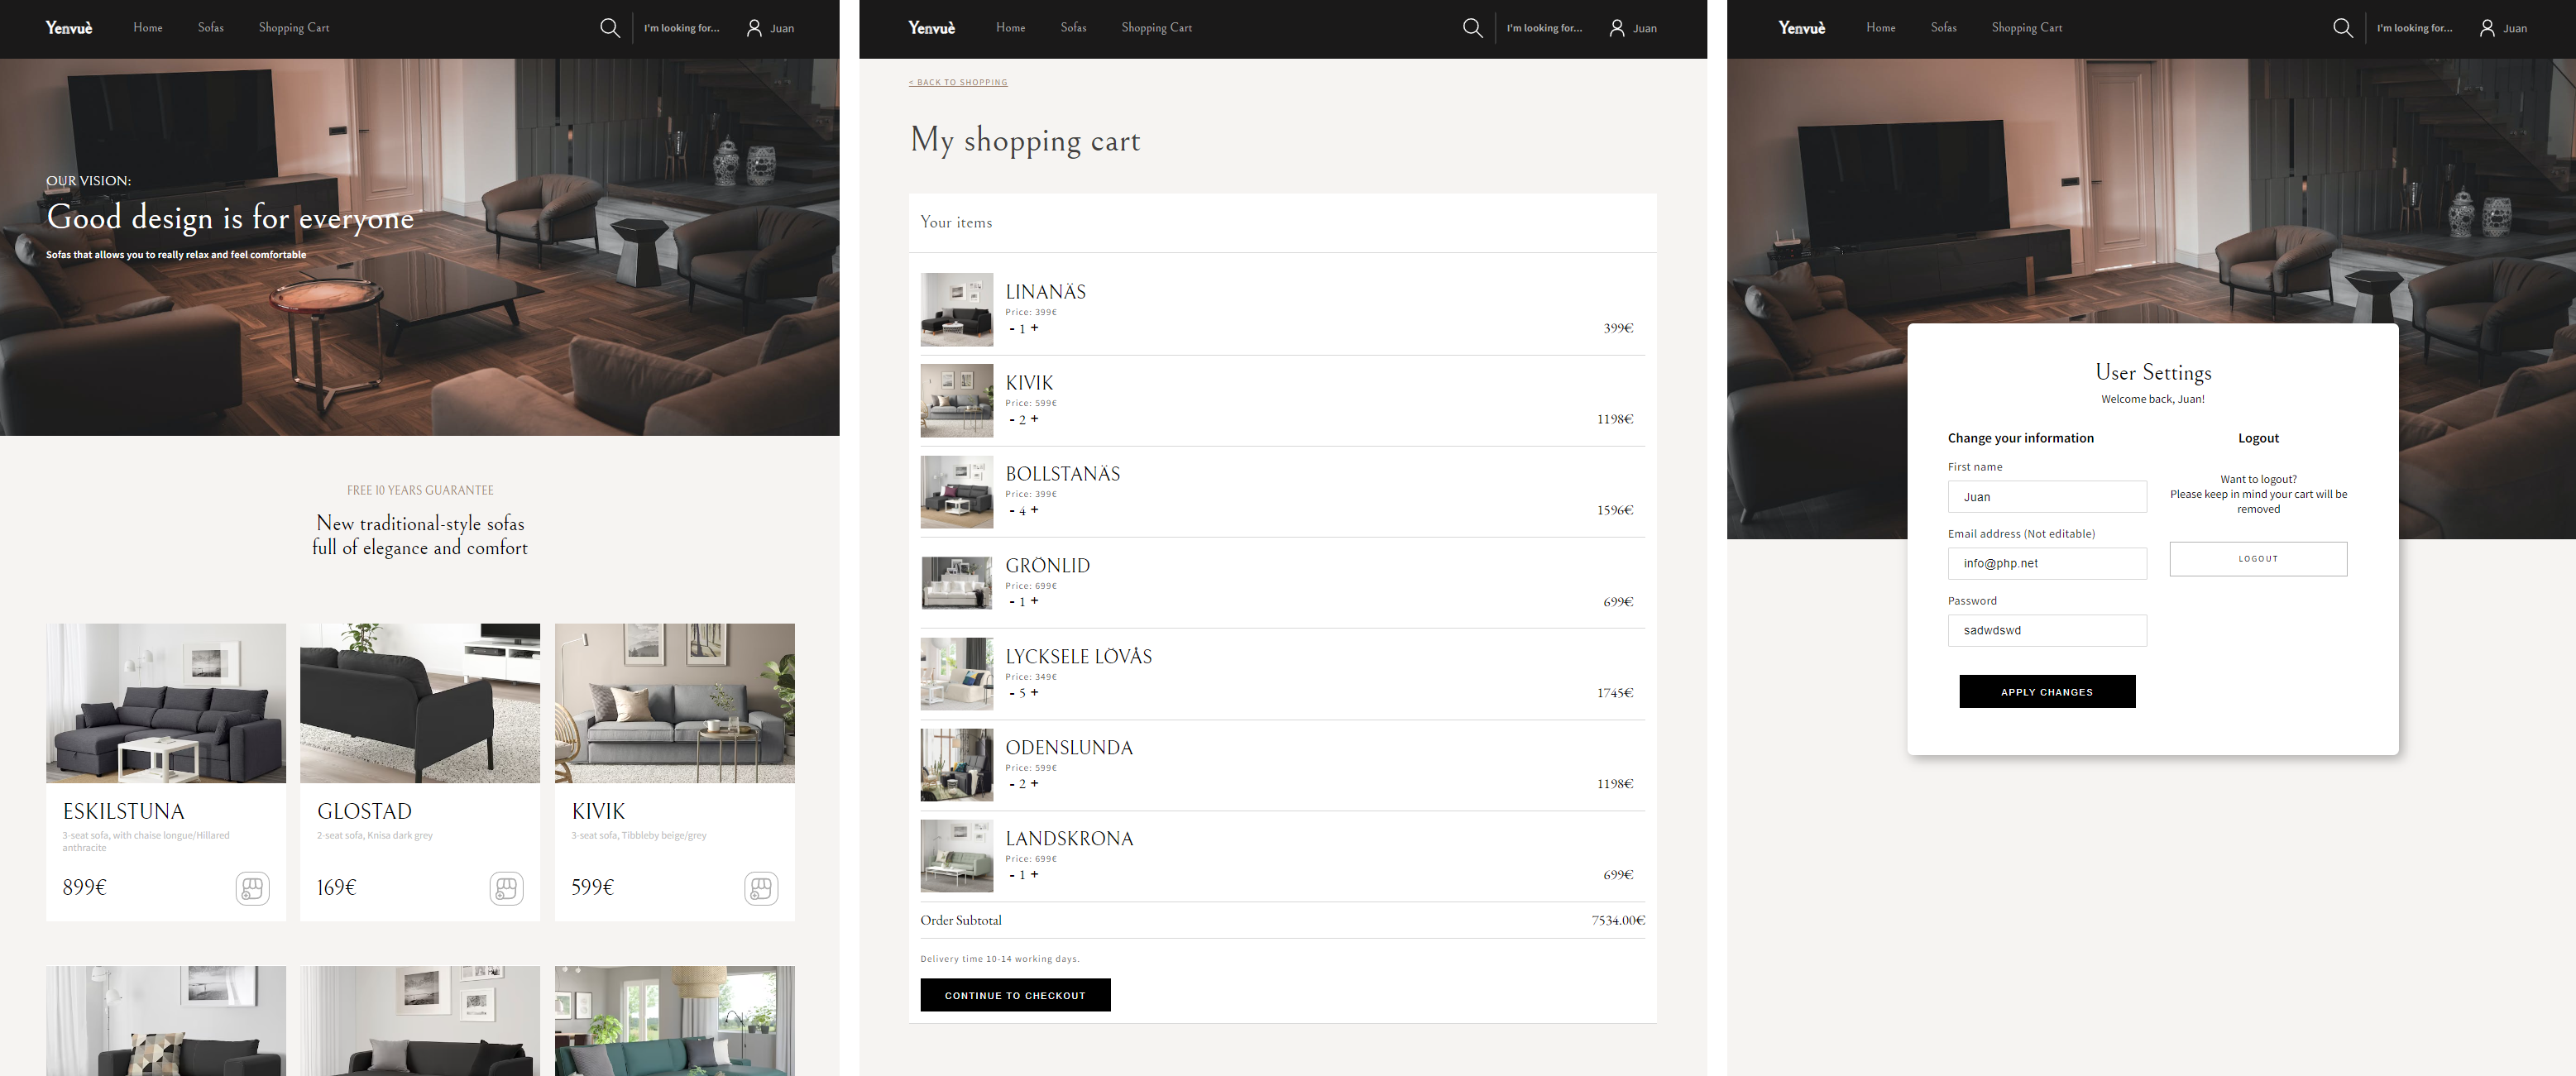 Yenvuè Home Sofas Shopping Cart I'm looking for... Juan
OUR VISION:
Good design is for everyone
Sofas that allows you to really relax and feel comfortable
FREE 10 YEARS GUARANTEE
New traditional-style sofas
full of elegance and comfort
ESKILSTUNA
3-seat sofa, with chaise longue/Hillared
anthracite
899€
GLOSTAD
2-seat sofa, Knisa dark grey
169€
KIVIK
3-seat sofa, Tibbleby beige/grey
599€
Yenvuè Home Sofas Shopping Cart I'm looking for... Juan
< BACK TO SHOPPING
My shopping cart
Your items
LINANÄS
Price: 399€
- 1 + 399€
KIVIK
Price: 599€
- 2 + 1198€
BOLLSTANÄS
Price: 399€
- 4 + 1596€
GRÖNLID
Price: 699€
- 1 + 699€
LYCKSELE LÖVÅS
Price: 349€
- 5 + 1745€
ODENSLUNDA
Price: 599€
- 2 + 1198€
LANDSKRONA
Price: 699€
- 1 + 699€
Order Subtotal 7534.00€
Delivery time 10-14 working days.
CONTINUE TO CHECKOUT
Yenvuè Home Sofas Shopping Cart I'm looking for... Juan
User Settings
Welcome back, Juan!
Change your information
First name
Juan
Email address (Not editable)
info@php.net
Password
sadwdswd
APPLY CHANGES
Logout
Want to logout?
Please keep in mind your cart will be
removed
LOGOUT